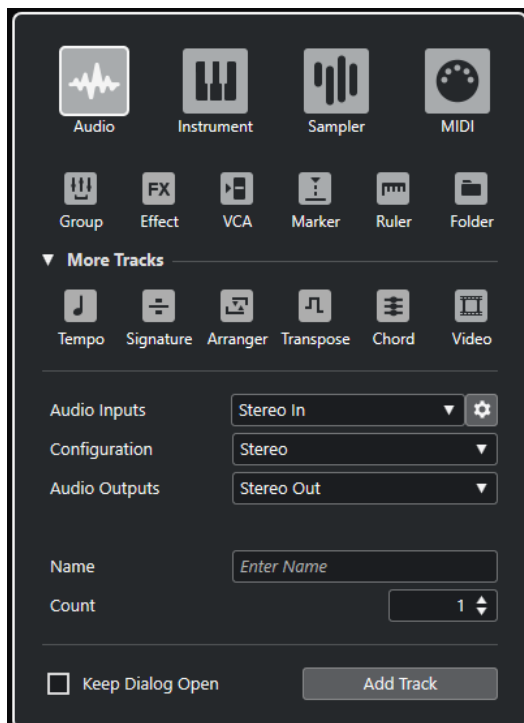 Audio Instrument Sampler MIDI
FX
Group Effect VCA Marker Ruler Folder
More Tracks
Tempo Signature Arranger Transpose Chord Video
Audio Inputs Stereo In
Configuration Stereo
Audio Outputs Stereo Out
Name Enter Name
Count 1
Keep Dialog Open Add Track